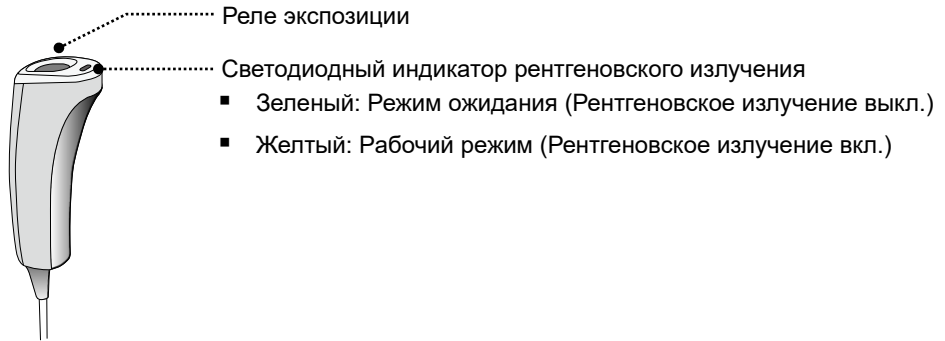 Реле экспозиции
Светодиодный индикатор рентгеновского излучения
▪ Зеленый: Режим ожидания (Рентгеновское излучение выкл.)
▪ Желтый: Рабочий режим (Рентгеновское излучение вкл.)